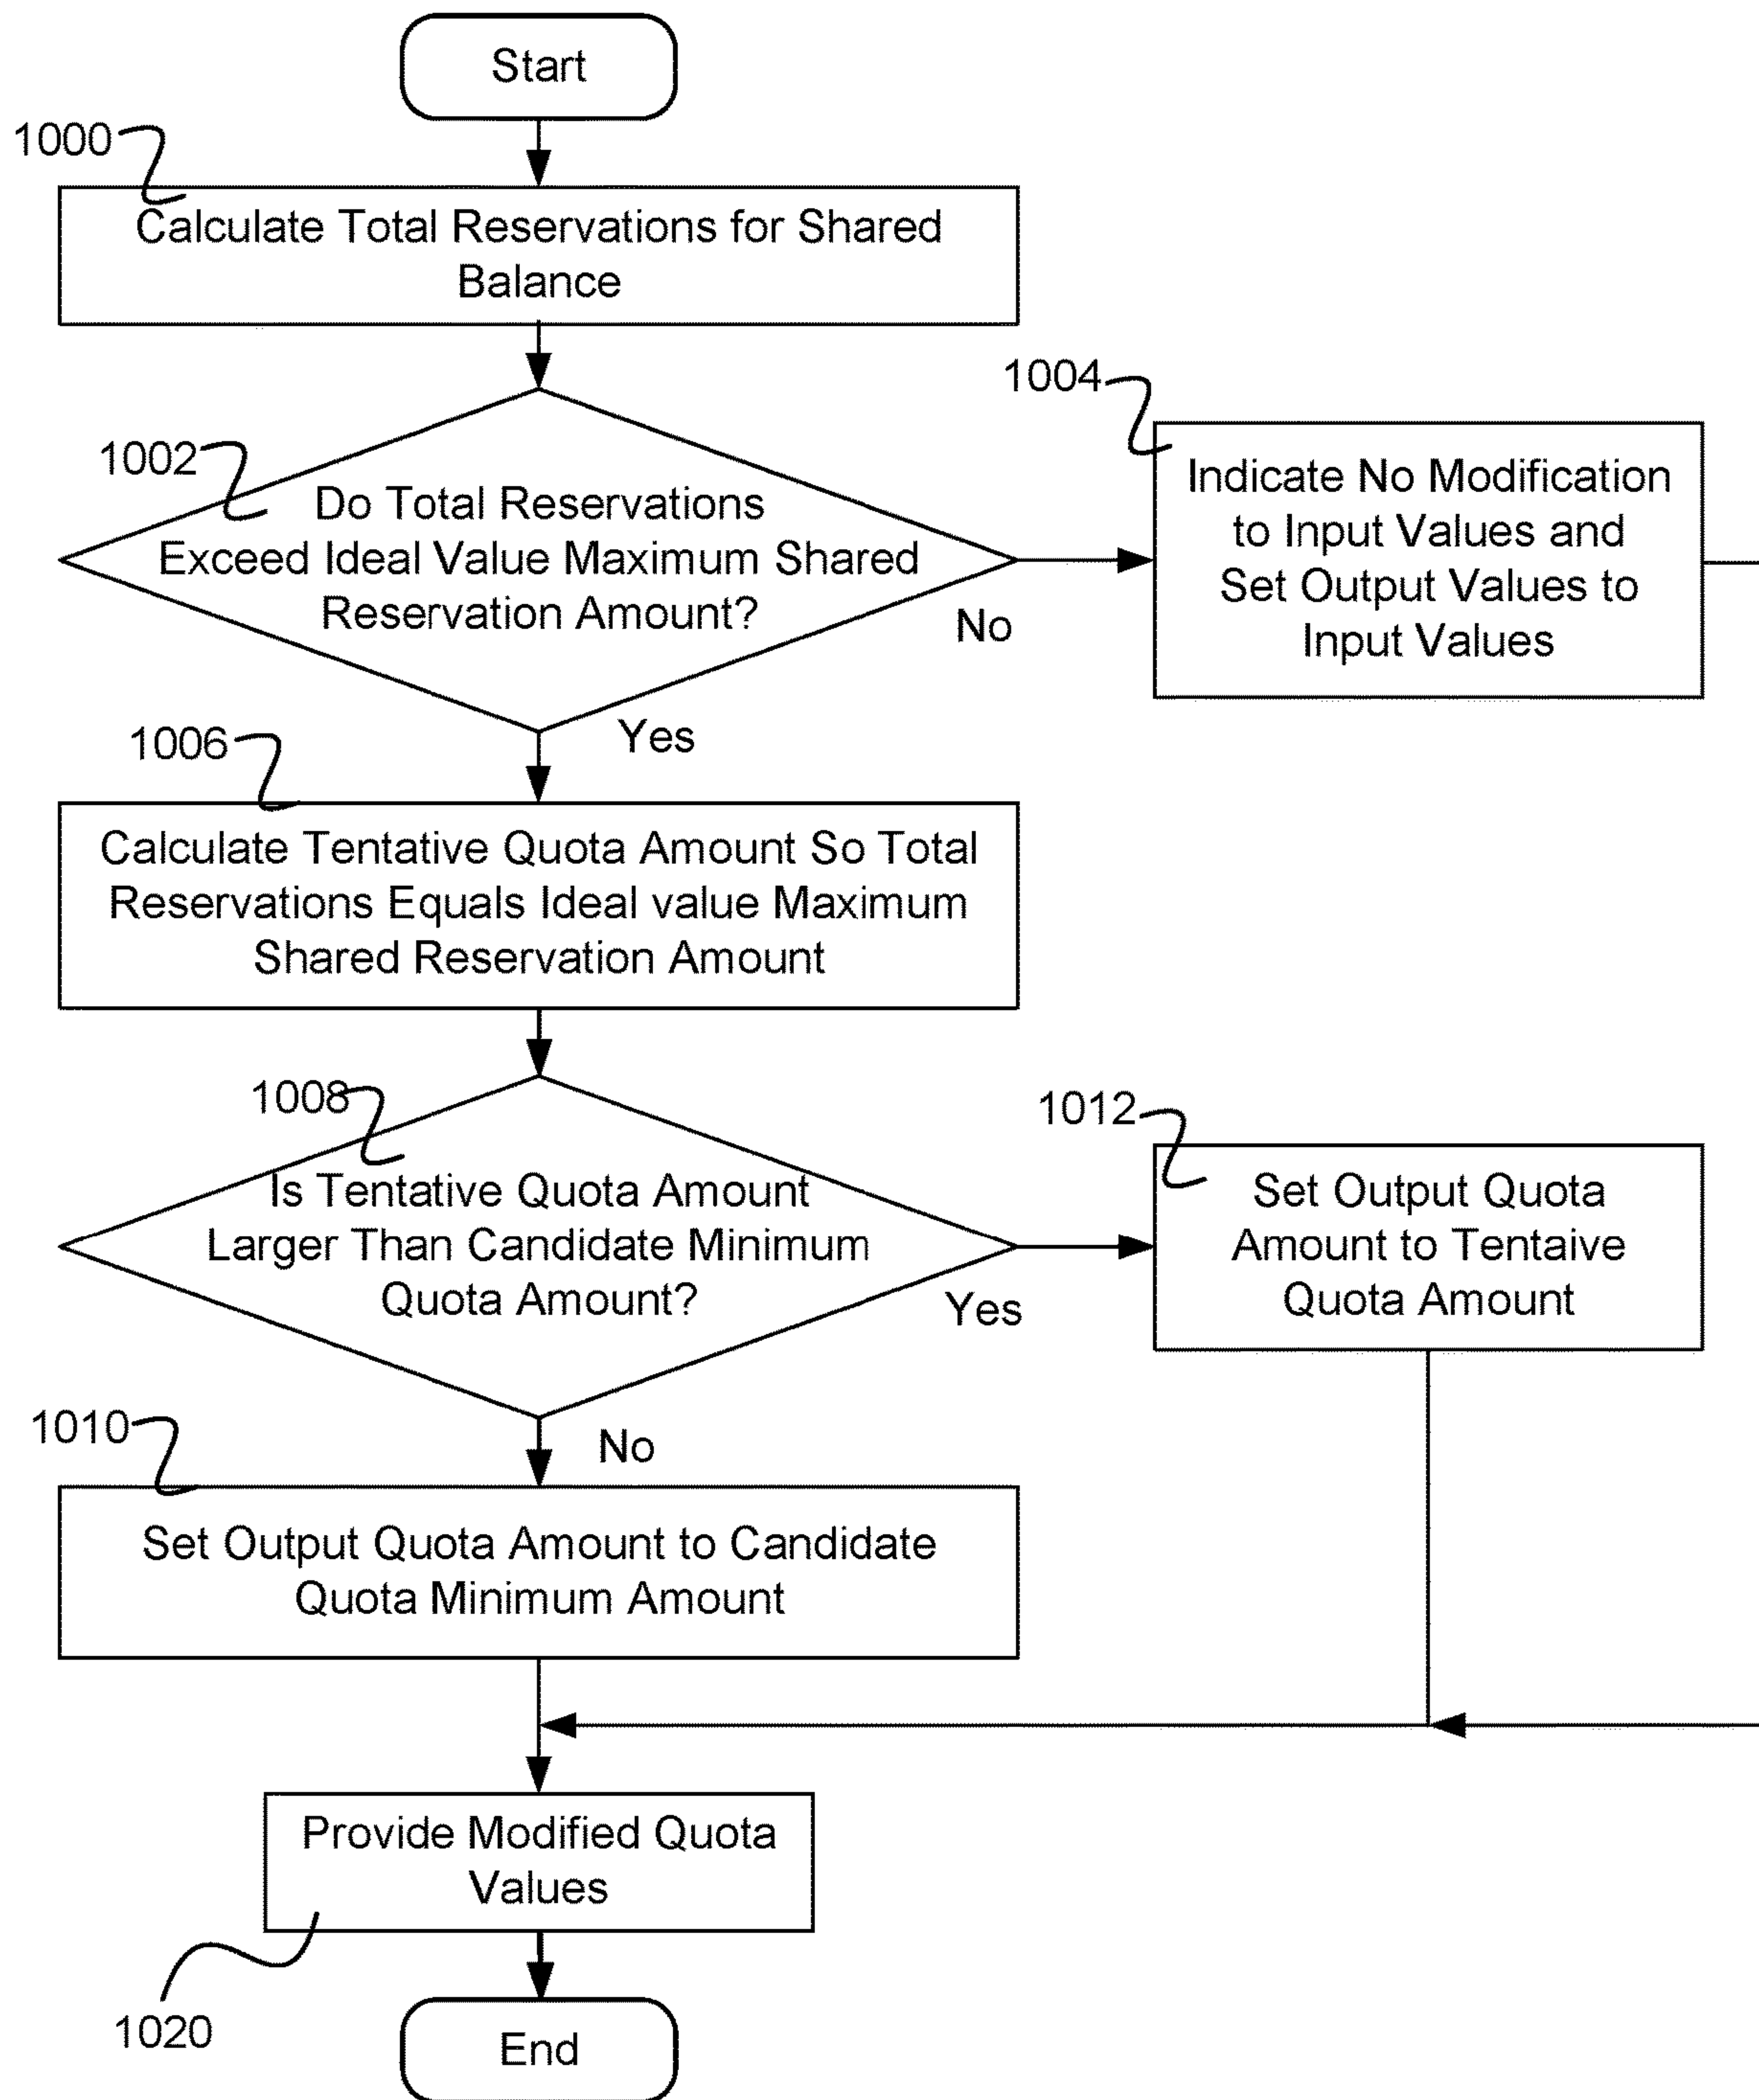 Start
1000
Calculate Total Reservations for Shared
Balance
1002
Do Total Reservations
Exceed Ideal Value Maximum Shared
Reservation Amount?
No
Yes
1004
Indicate No Modification
to Input Values and
Set Output Values to
Input Values
1006
Calculate Tentative Quota Amount So Total
Reservations Equals Ideal value Maximum
Shared Reservation Amount
1008
Is Tentative Quota Amount
Larger Than Candidate Minimum
Quota Amount?
Yes
No
1012
Set Output Quota
Amount to Tentaive
Quota Amount
1010
Set Output Quota Amount to Candidate
Quota Minimum Amount
Provide Modified Quota
Values
1020
End